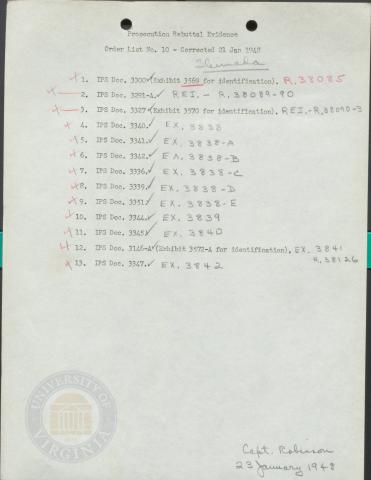 Prosecution Rebuttal Evidence
Order List No. 10 - Corrected 21 Jan 1948
x 1. IPS Doc. 3300 ✓ (Exhibit 3569 for identification). R.38085
x 2. IPS Doc. 3291-A. ✓ REJ. - R.38089-90
x 3. IPS Doc. 3327 ✓ (Exhibit 3570 for identification). REJ.-R.38090-3
x 4. IPS Doc. 3340. ✓ EX. 3838
x 5. IPS Doc. 3341. ✓ EX. 3838-A
x 6. IPS Doc. 3342. ✓ EX. 3838-B
x 7. IPS Doc. 3336. ✓ EX. 3838-C
x 8. IPS Doc. 3339. ✓ EX. 3838-D
x 9. IPS Doc. 3351. ✓ EX. 3838-E
x 10. IPS Doc. 3344. ✓ EX. 3839
x 11. IPS Doc. 3345. ✓ EX. 3840
x 12. IPS Doc. 3146-A ✓ (Exhibit 3572-A for identification). EX. 3841
R.38126
x 13. IPS Doc. 3347. ✓ EX. 3842
UNIVERSITY OF VIRGINIA
Capt. Robinson
23 January 1948